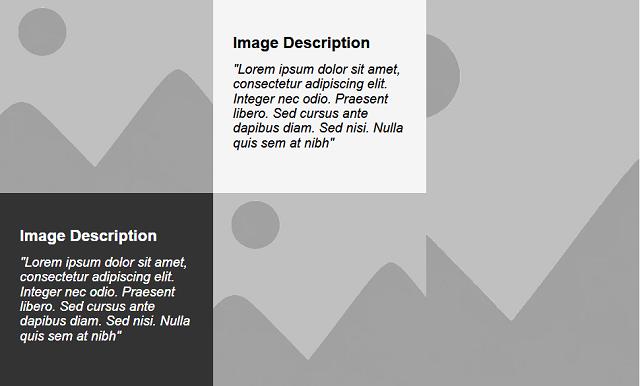 Image Description
"Lorem ipsum dolor sit amet,
consectetur adipiscing elit.
Integer nec odio. Praesent
libero. Sed cursus ante
dapibus diam. Sed nisi. Nulla
quis sem at nibh"
Image Description
"Lorem ipsum dolor sit amet,
consectetur adipiscing elit.
Integer nec odio. Praesent
libero. Sed cursus ante
dapibus diam. Sed nisi. Nulla
quis sem at nibh"